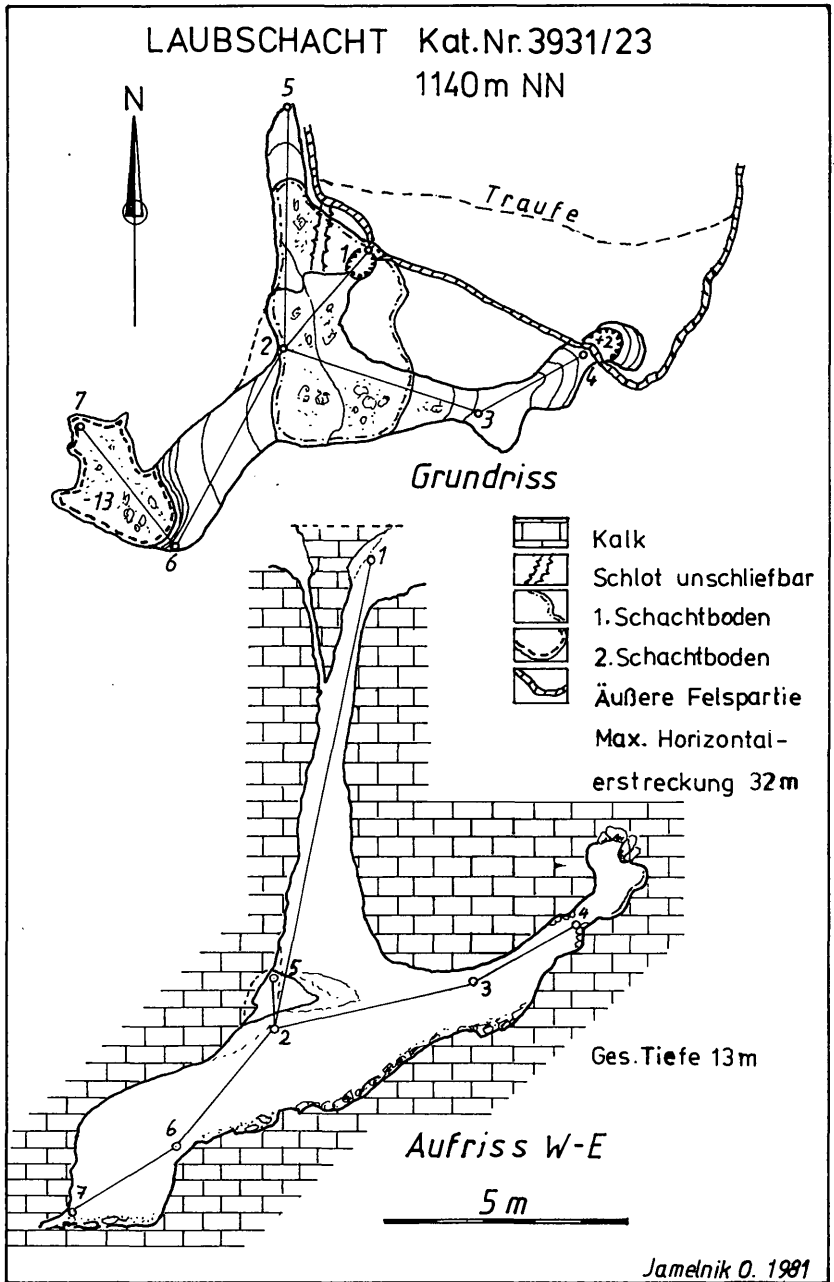 LAUBSCHACHT Kat.Nr.3931/23
1140m NN
N
5
Traufe
1
2
+2
4
3
7
-13
6
Grundriss
Kalk
Schlot unschliefbar
1.Schachtboden
2.Schachtboden
Äußere Felspartie
Max. Horizontal-
erstreckung 32m
1
4
5
3
2
Ges.Tiefe 13m
6
7
Aufriss W-E
5 m
Jamelnik O. 1981